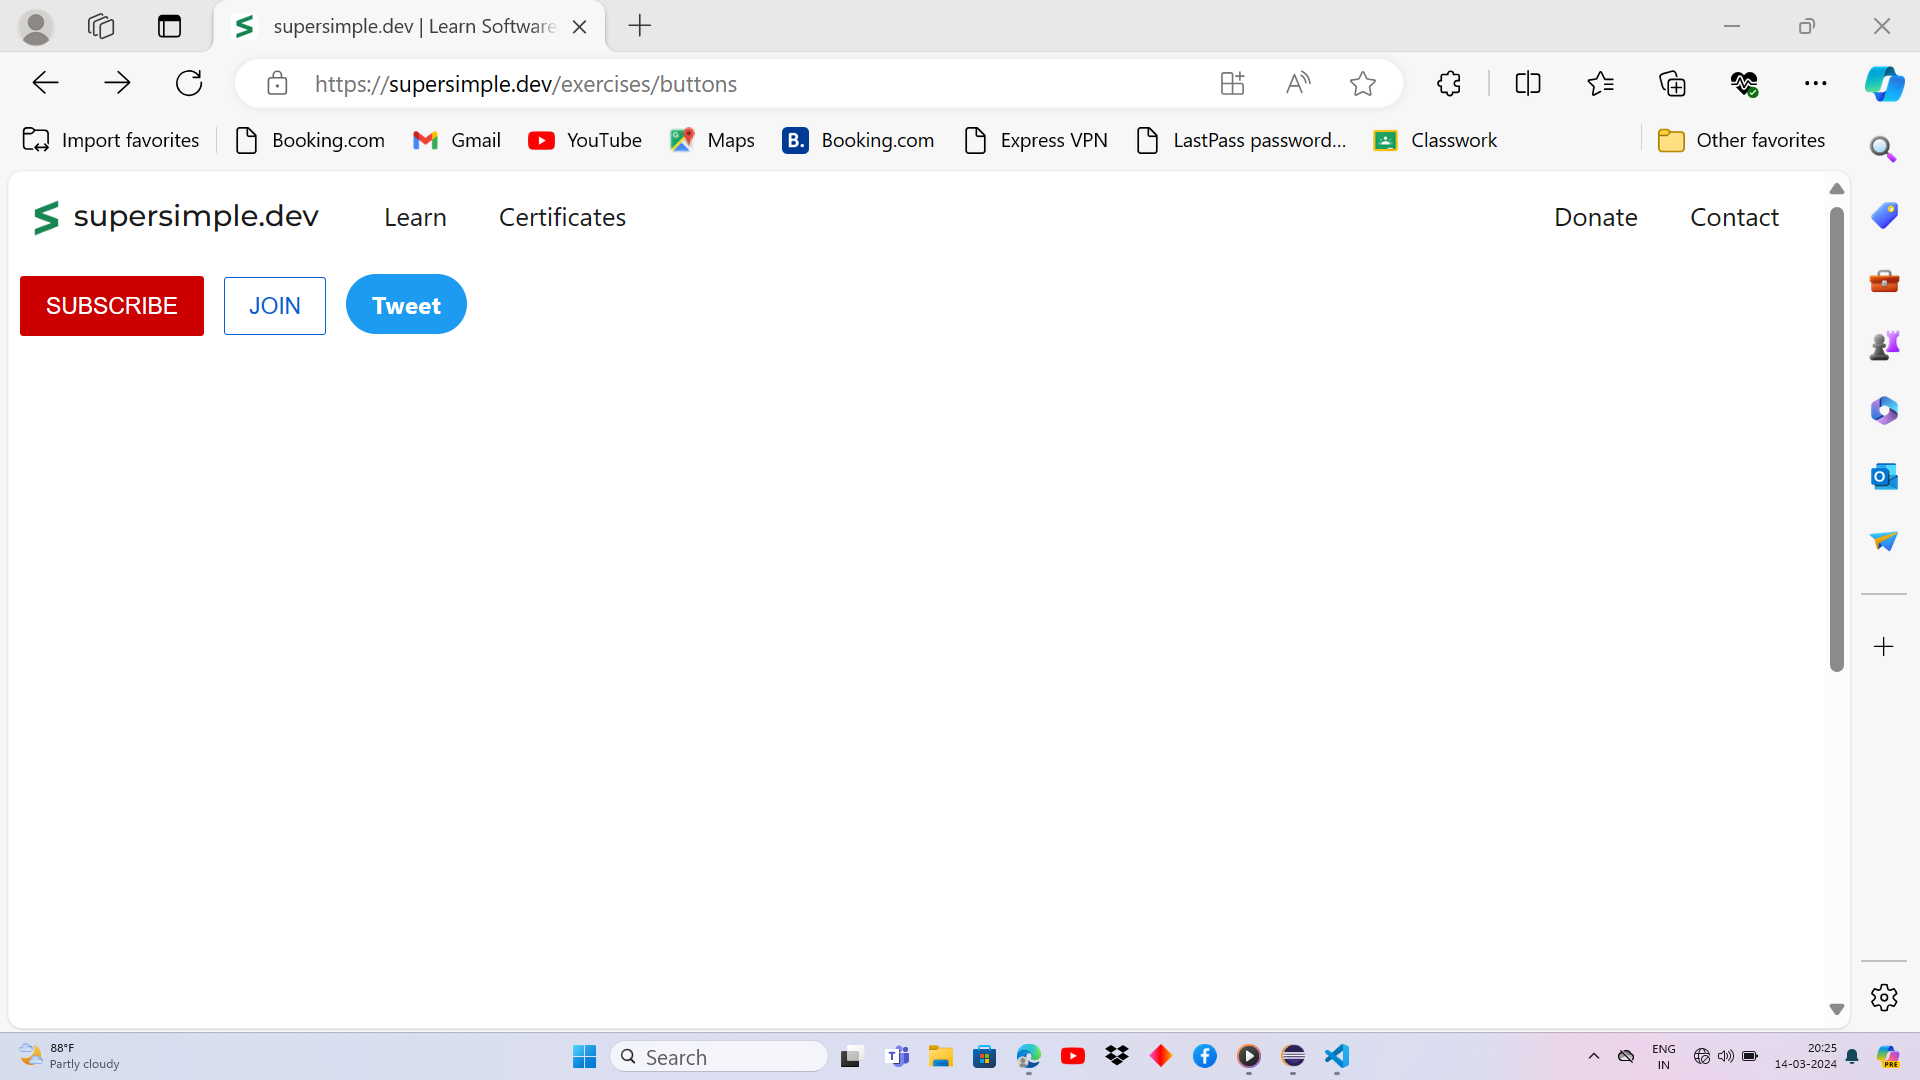 supersimple.dev | Learn Software
https://supersimple.dev/exercises/buttons
Import favorites Booking.com Gmail YouTube Maps B. Booking.com Express VPN LastPass password... Classwork Other favorites
supersimple.dev Learn Certificates Donate Contact
SUBSCRIBE JOIN Tweet
88°F
Partly cloudy
Search
ENG
IN
20:25
14-03-2024
PRE